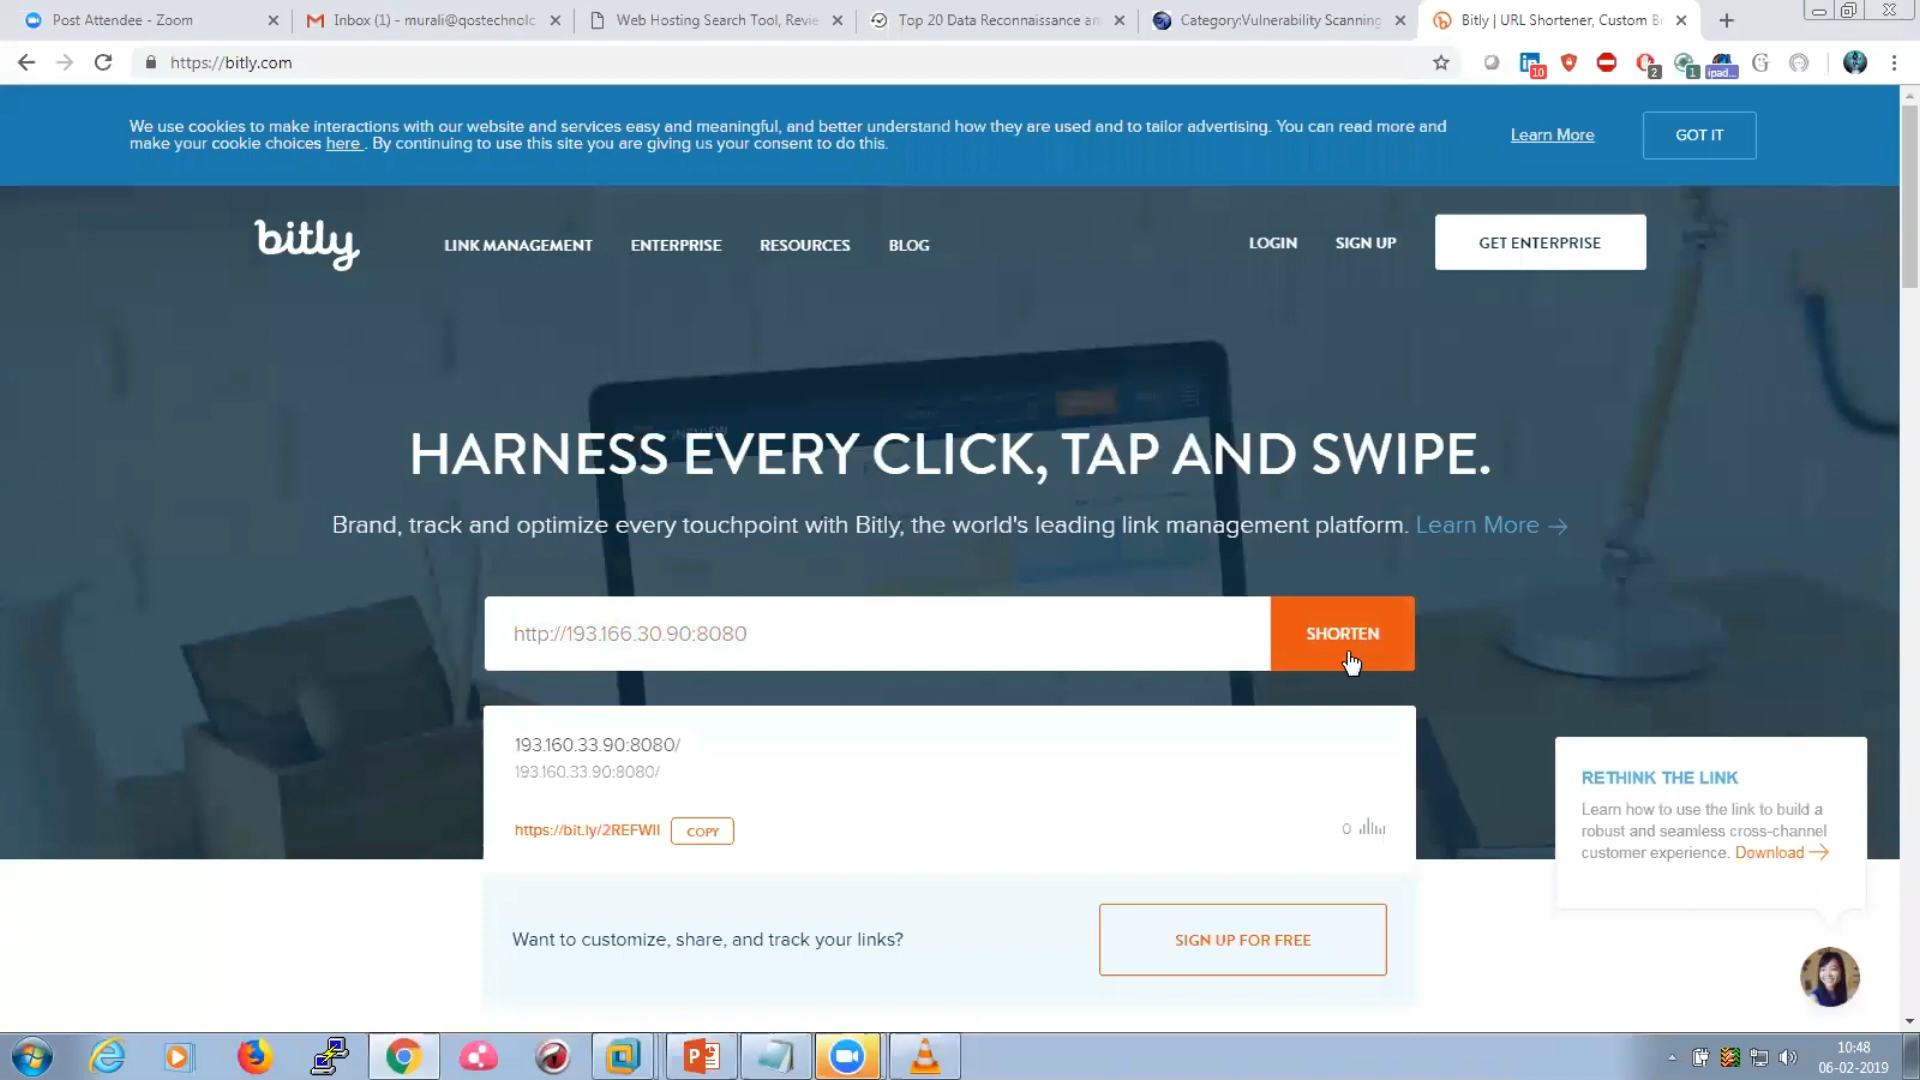 Post Attendee - Zoom
Inbox (1) - murali@qostechnolo
Web Hosting Search Tool, Revie
Top 20 Data Reconnaissance an
Category:Vulnerability Scanning
Bitly | URL Shortener, Custom B
https://bitly.com
10
2
1
ipad...
We use cookies to make interactions with our website and services easy and meaningful, and better understand how they are used and to tailor advertising. You can read more and
make your cookie choices here . By continuing to use this site you are giving us your consent to do this.
Learn More
GOT IT
bitly
LINK MANAGEMENT
ENTERPRISE
RESOURCES
BLOG
LOGIN
SIGN UP
GET ENTERPRISE
HARNESS EVERY CLICK, TAP AND SWIPE.
Brand, track and optimize every touchpoint with Bitly, the world's leading link management platform. Learn More →
http://193.166.30.90:8080
SHORTEN
193.160.33.90:8080/
193.160.33.90:8080/
https://bit.ly/2REFWII
COPY
0
RETHINK THE LINK
Learn how to use the link to build a
robust and seamless cross-channel
customer experience. Download →
Want to customize, share, and track your links?
SIGN UP FOR FREE
10:48
06-02-2019